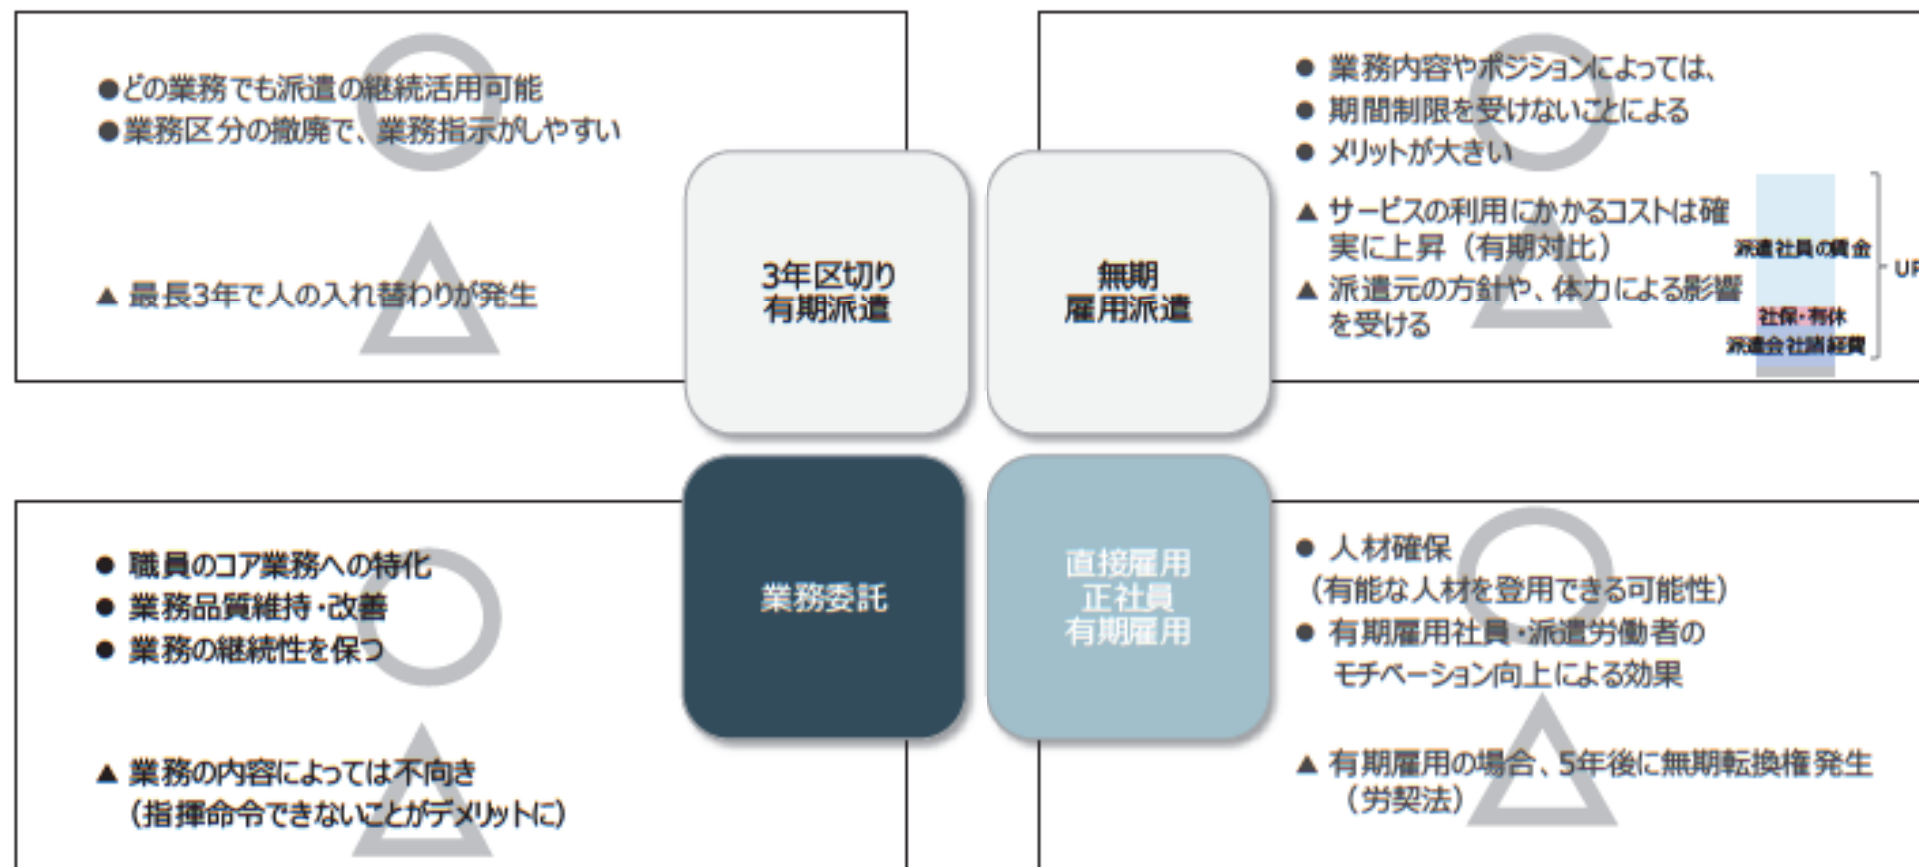 ●どの業務でも派遣の継続活用可能
●業務区分の撤廃で、業務指示がしやすい
▲ 最長3年で人の入れ替わりが発生
3年区切り
有期派遣
● 業務内容やポジションによっては、
● 期間制限を受けないことによる
● メリットが大きい
▲ サービスの利用にかかるコストは確
実に上昇（有期対比）
▲ 派遣元の方針や、体力による影響
を受ける
派遣社員の賃金
社保・有休
派遣会社諸経費
無期
雇用派遣
● 職員のコア業務への特化
● 業務品質維持・改善
● 業務の継続性を保つ
▲ 業務の内容によっては不向き
（指揮命令できないことがデメリットに）
業務委託
直接雇用
正社員
有期雇用
● 人材確保
（有能な人材を登用できる可能性）
● 有期雇用社員・派遣労働者の
モチベーション向上による効果
▲ 有期雇用の場合、5年後に無期転換権発生
（労契法）